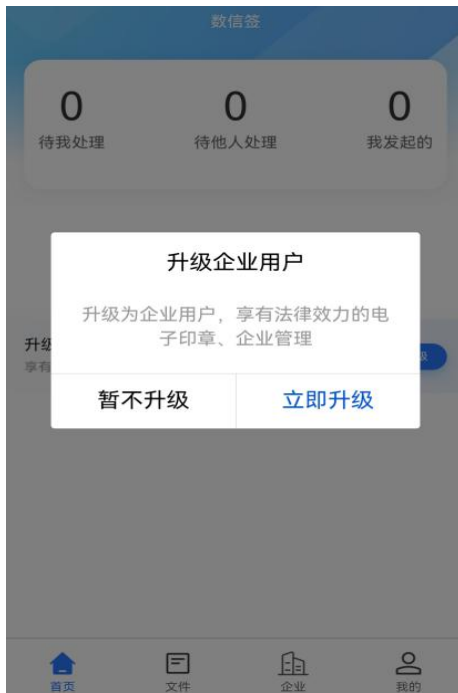 数信签
0 0 0
待我处理 待他人处理 我发起的
升级企业用户
升级为企业用户，享有法律效力的电
子印章、企业管理
升级
享有
级
暂不升级 立即升级
首页 文件 企业 我的